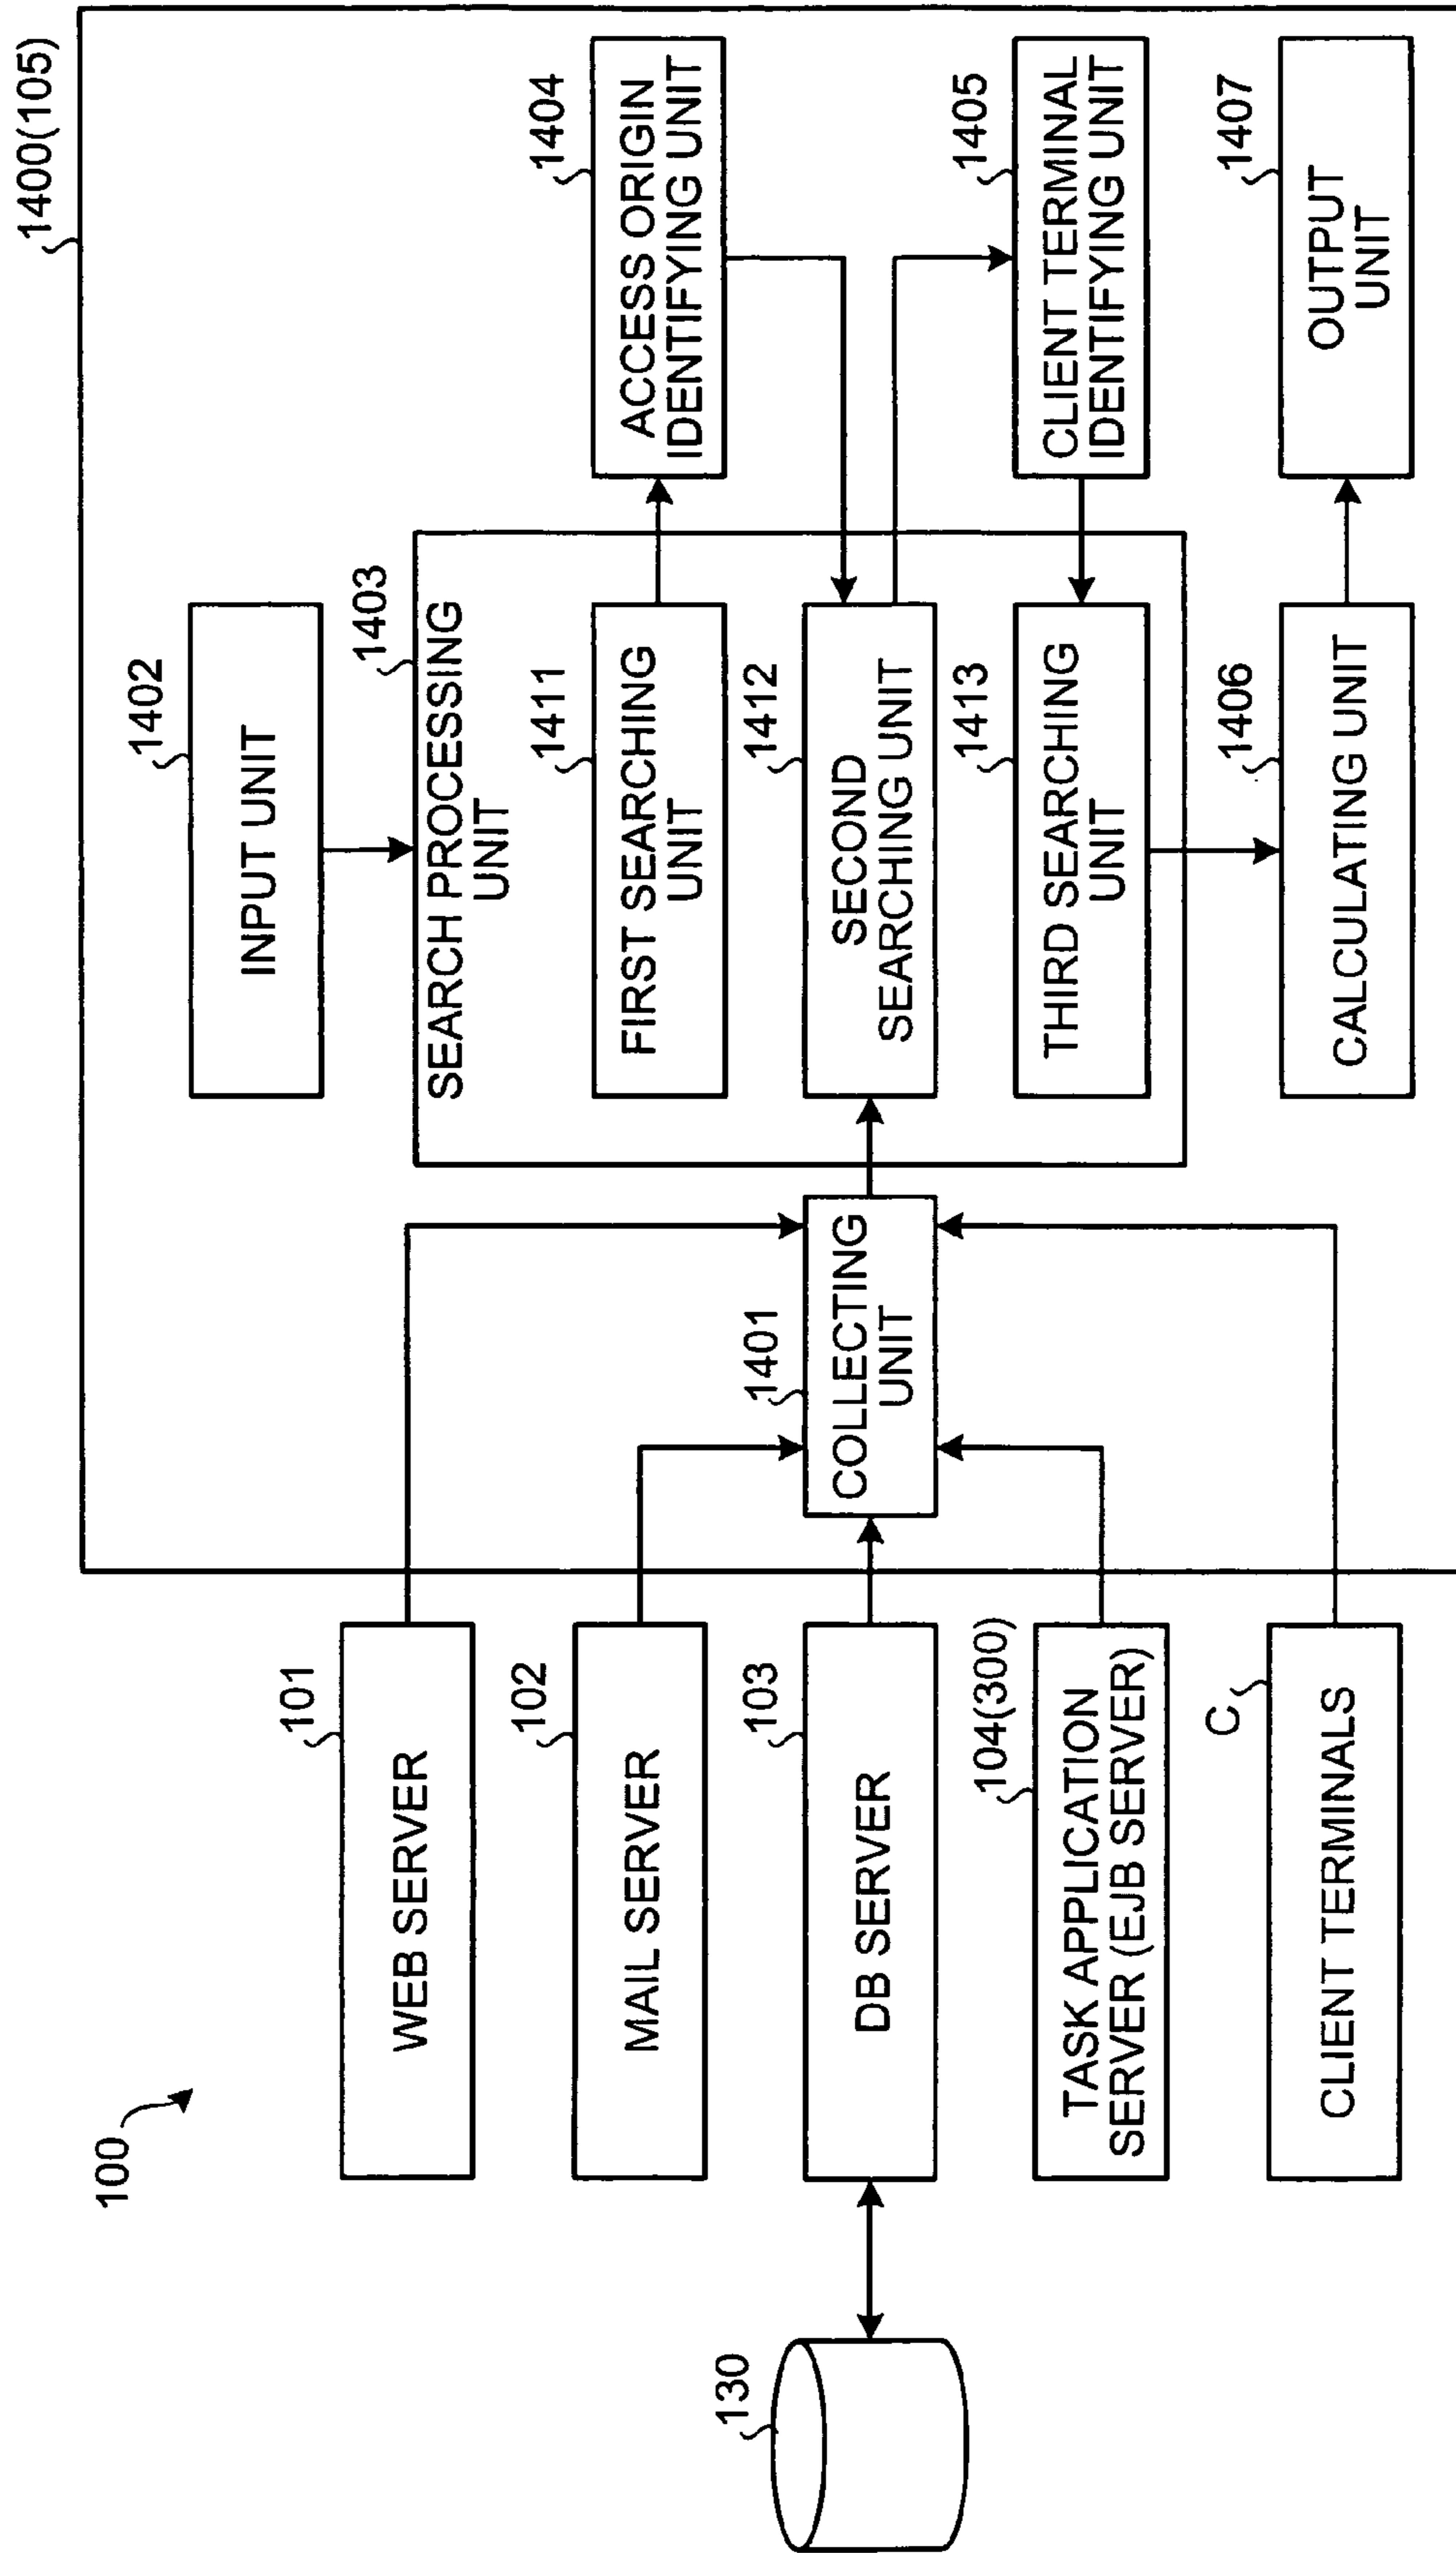 100
1400(105)
101
WEB SERVER
102
MAIL SERVER
103
DB SERVER
130
104(300)
TASK APPLICATION
SERVER (EJB SERVER)
C
CLIENT TERMINALS
1401
COLLECTING
UNIT
1402
INPUT UNIT
1403
SEARCH PROCESSING
UNIT
1411
FIRST SEARCHING
UNIT
1412
SECOND
SEARCHING UNIT
1413
THIRD SEARCHING
UNIT
1404
ACCESS ORIGIN
IDENTIFYING UNIT
1405
CLIENT TERMINAL
IDENTIFYING UNIT
1406
CALCULATING UNIT
1407
OUTPUT
UNIT